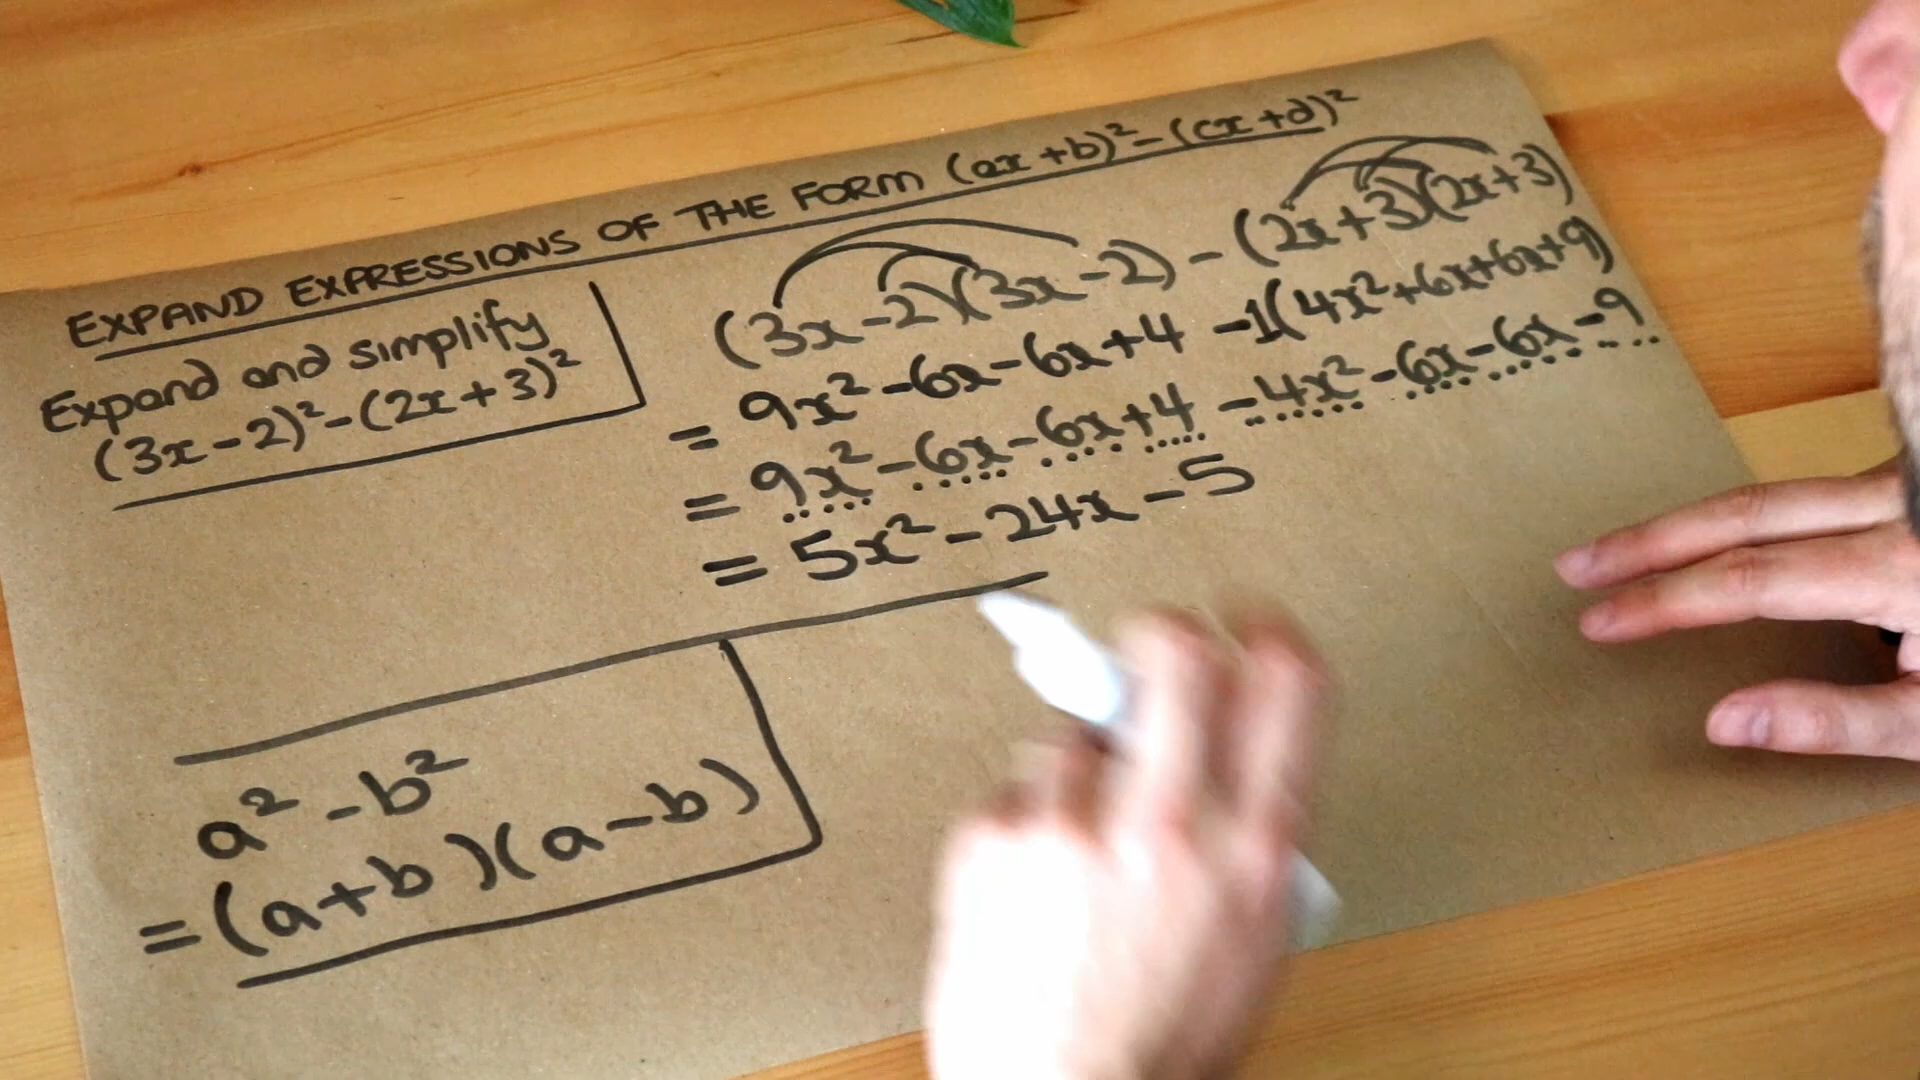 EXPAND EXPRESSIONS OF THE FORM (ax+b)²-(cx+d)²
Expand and simplify
(3x-2)²-(2x+3)²
(3x-2)(3x-2)-(2x+3)(2x+3)
= 9x²-6x-6x+4 -1(4x²+6x+6x+9)
= 9x²-6x-6x+4 -4x²-6x-6x-9
= 5x²-24x-5
a²-b²
=(a+b)(a-b)